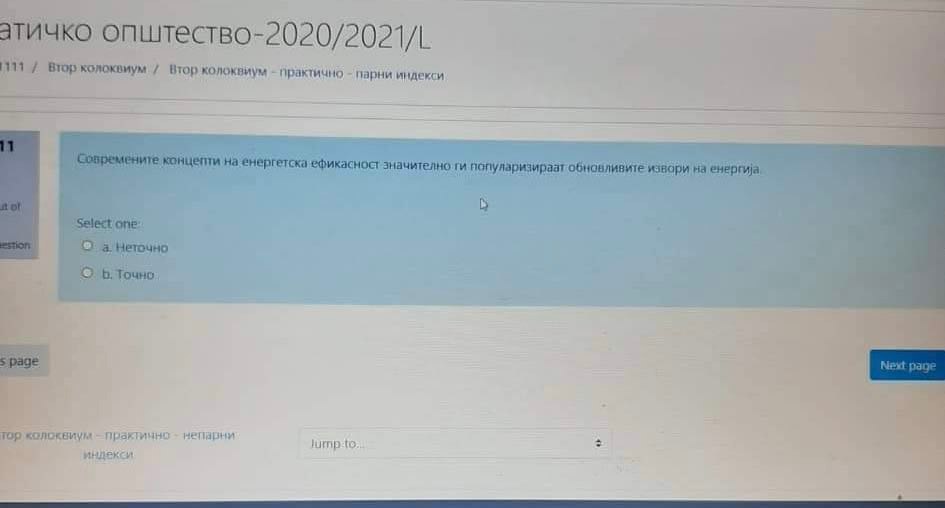 атичко општество-2020/2021/L
1111 / Втор колоквиум / Втор колоквиум - практично - парни индекси
11
Современите концепти на енергетска ефикасност значително ги популаризираат обновливите извори на енергија.
ut of
Select one:
estion
a. Неточно
b. Точно
s page
Next page
тор колоквиум - практично - непарни
индекси
Jump to...